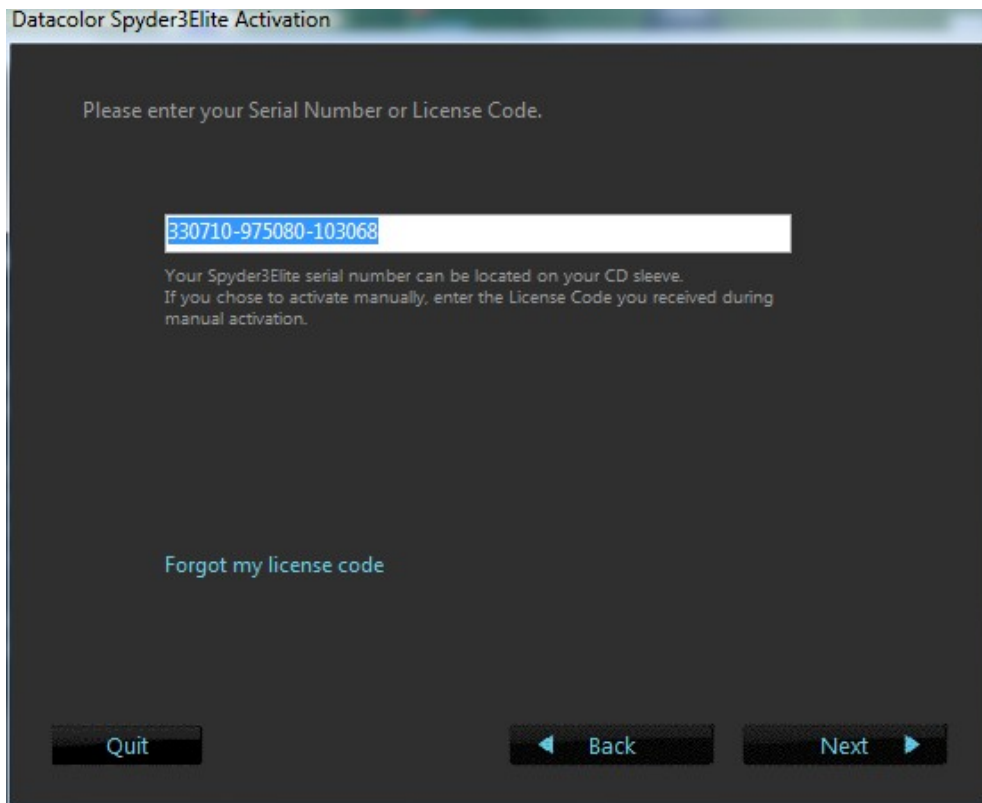 Datacolor Spyder3Elite Activation
Please enter your Serial Number or License Code.
330710-975080-103068
Your Spyder3Elite serial number can be located on your CD sleeve.
If you chose to activate manually, enter the License Code you received during
manual activation.
Forgot my license code
Quit
Back
Next